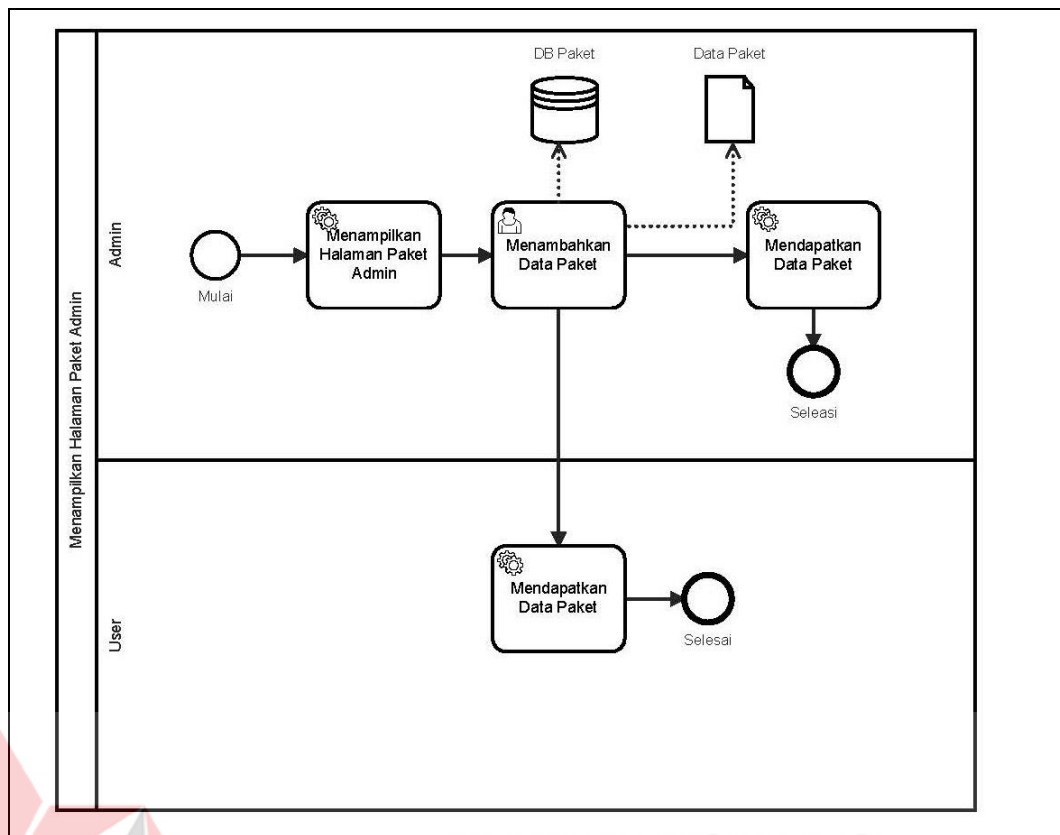 DB Paket
Data Paket
Menampilkan Halaman Paket Admin
Admin
Mulai
Menampilkan
Halaman Paket
Admin
Menambahkan
Data Paket
Mendapatkan
Data Paket
Seleasi
User
Mendapatkan
Data Paket
Selesai